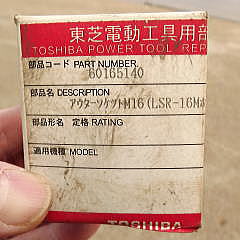 東芝電動工具用部
TOSHIBA POWER TOOL REP
部品コード PART NUMBER.
60165140
部品名 DESCRIPTION
アウターソケットM16(LSR-16M
部品形名 定格 RATING
適用機種 MODEL
TOSHIBA